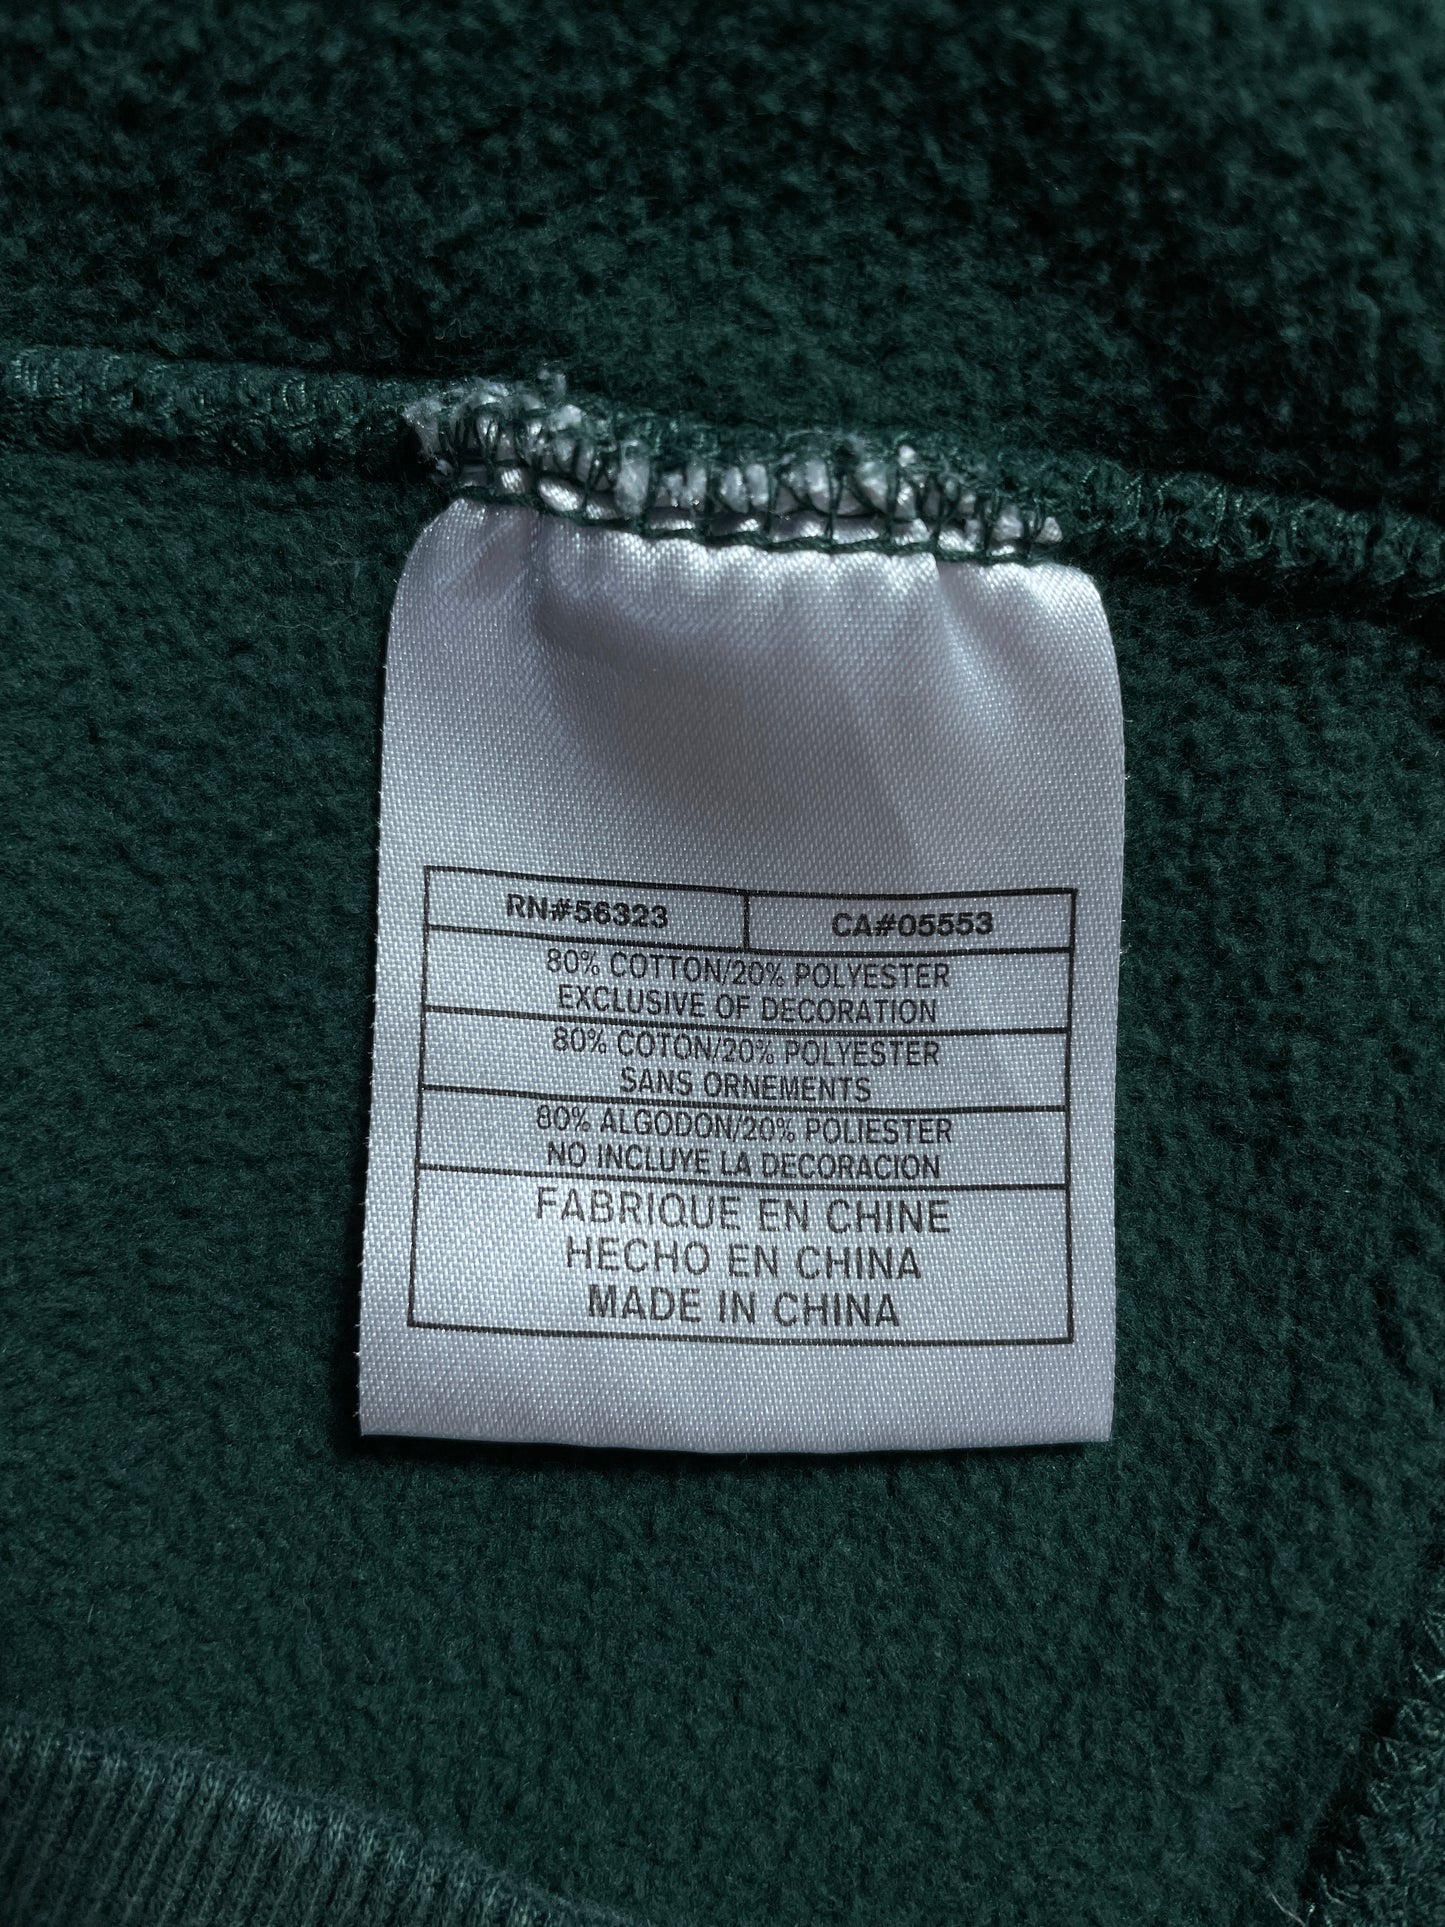 RN#56323 CA#05553
80% COTTON/20% POLYESTER
EXCLUSIVE OF DECORATION
80% COTON/20% POLYESTER
SANS ORNEMENTS
80% ALGODON/20% POLIESTER
NO INCLUYE LA DECORACION
FABRIQUE EN CHINE
HECHO EN CHINA
MADE IN CHINA